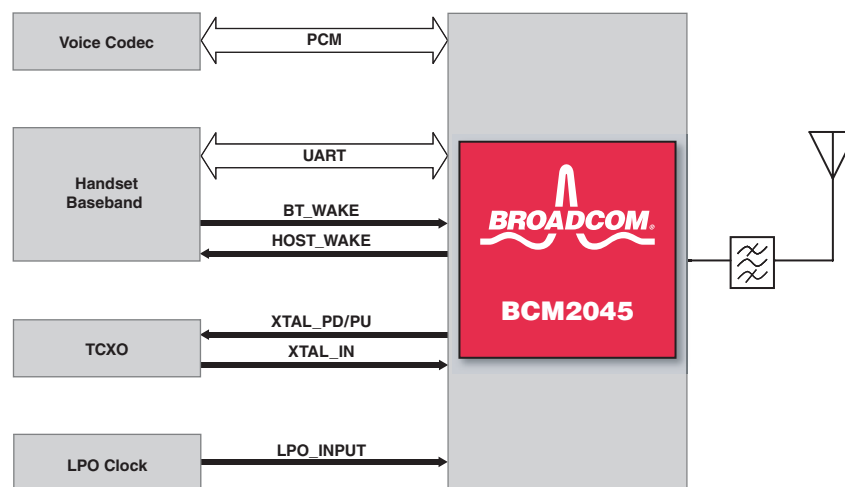 Voice Codec
PCM
Handset
Baseband
UART
BT_WAKE
HOST_WAKE
BROADCOM®
BCM2045
TCXO
XTAL_PD/PU
XTAL_IN
LPO Clock
LPO_INPUT